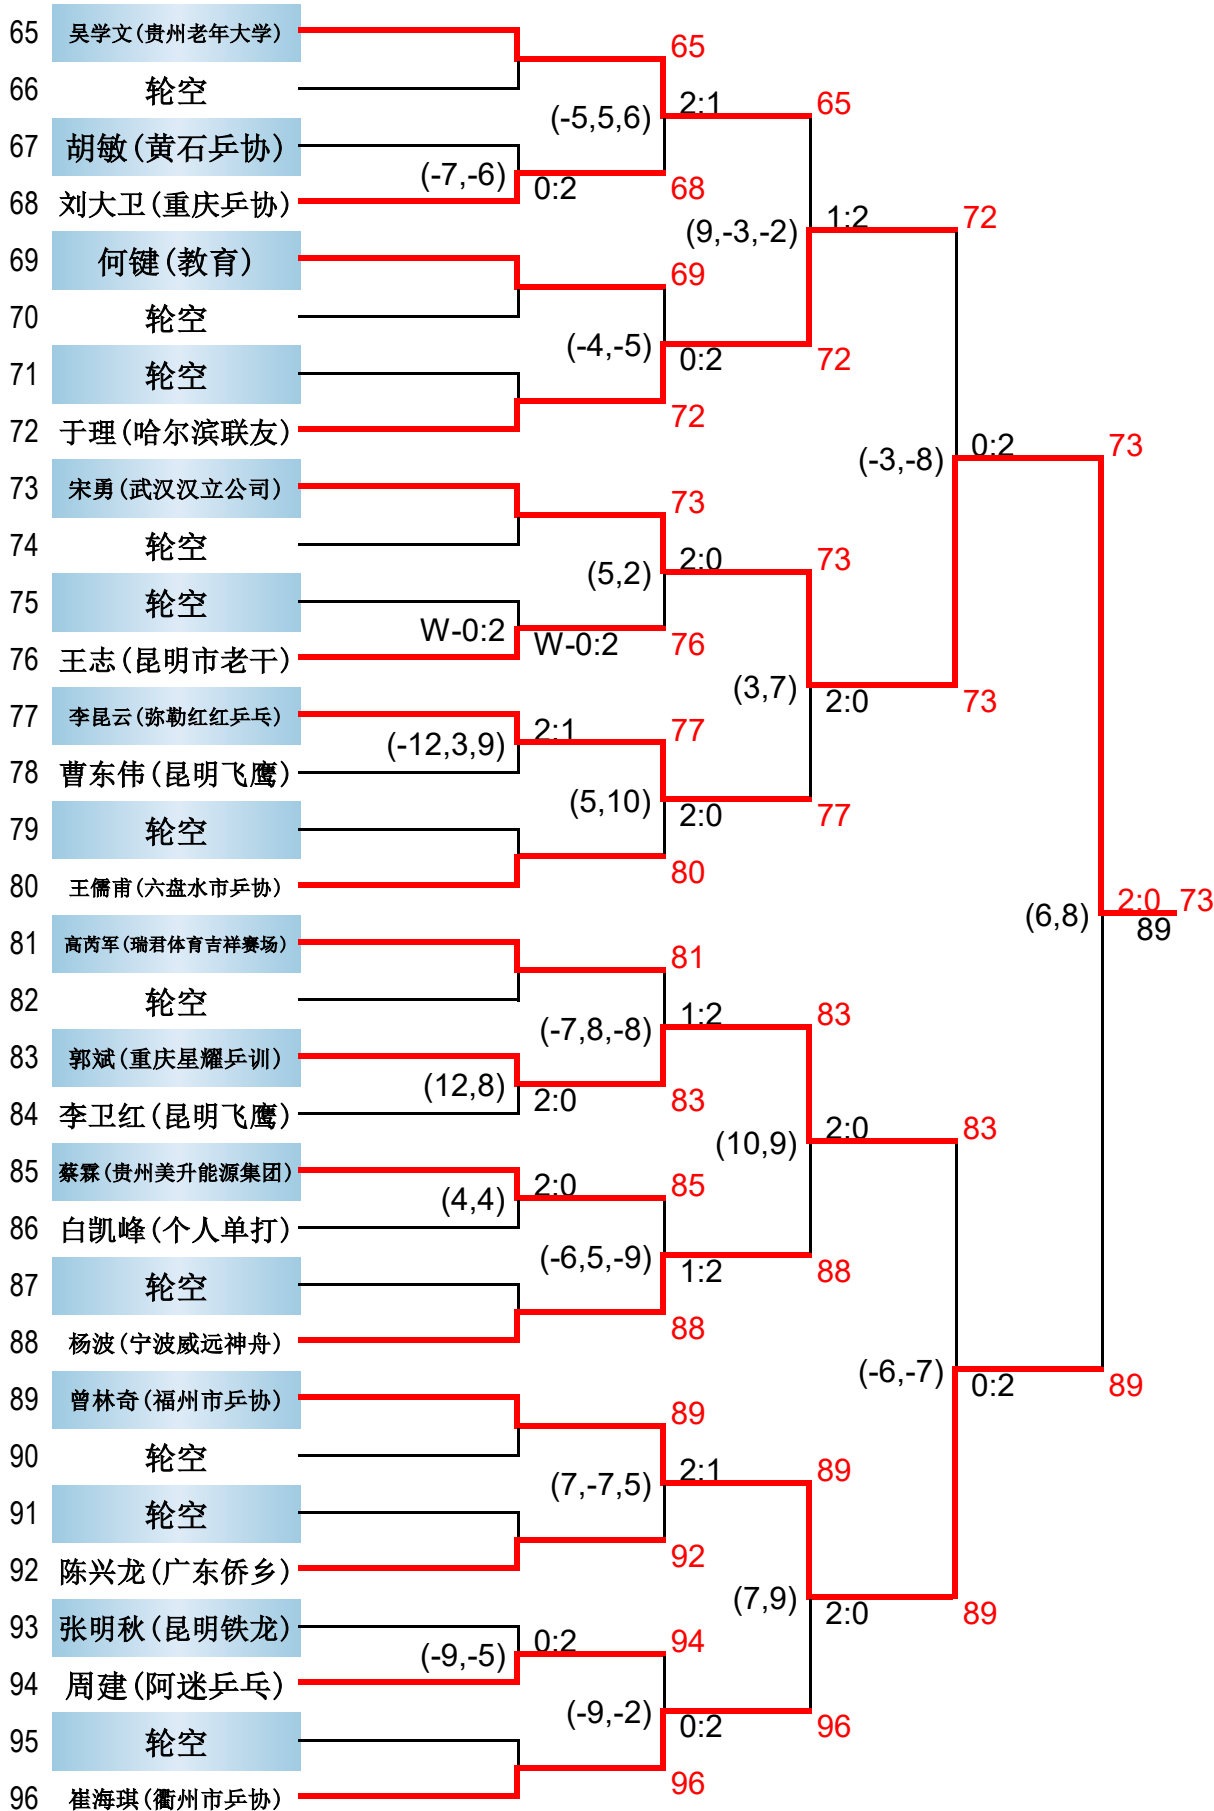 65 吴学文(贵州老年大学)
66 轮空
67 胡敏(黄石乒协)
68 刘大卫(重庆乒协)
69 何键(教育)
70 轮空
71 轮空
72 于理(哈尔滨联友)
73 宋勇(武汉汉立公司)
74 轮空
75 轮空
76 王志(昆明市老干)
77 李昆云(弥勒红红乒乓)
78 曹东伟(昆明飞鹰)
79 轮空
80 王儒甫(六盘水市乒协)
81 高芮军(瑞君体育吉祥赛场)
82 轮空
83 郭斌(重庆星耀乒训)
84 李卫红(昆明飞鹰)
85 蔡霖(贵州美升能源集团)
86 白凯峰(个人单打)
87 轮空
88 杨波(宁波威远神舟)
89 曾林奇(福州市乒协)
90 轮空
91 轮空
92 陈兴龙(广东侨乡)
93 张明秋(昆明铁龙)
94 周建(阿迷乒乓)
95 轮空
96 崔海琪(衢州市乒协)
65
(-7,-6) 0:2
68
69
72
73
W-0:2 W-0:2
76
(-12,3,9) 2:1
77
80
81
(12,8) 2:0
83
(4,4) 2:0
85
88
89
92
(-9,-5) 0:2
94
96
(-5,5,6) 2:1
65
(-4,-5) 0:2
72
(5,2) 2:0
73
(5,10) 2:0
77
(-7,8,-8) 1:2
83
(-6,5,-9) 1:2
88
(7,-7,5) 2:1
89
(-9,-2) 0:2
96
(9,-3,-2) 1:2
72
(3,7) 2:0
73
(10,9) 2:0
83
(7,9) 2:0
89
(-3,-8) 0:2
73
(-6,-7) 0:2
89
(6,8) 2:0 73
89